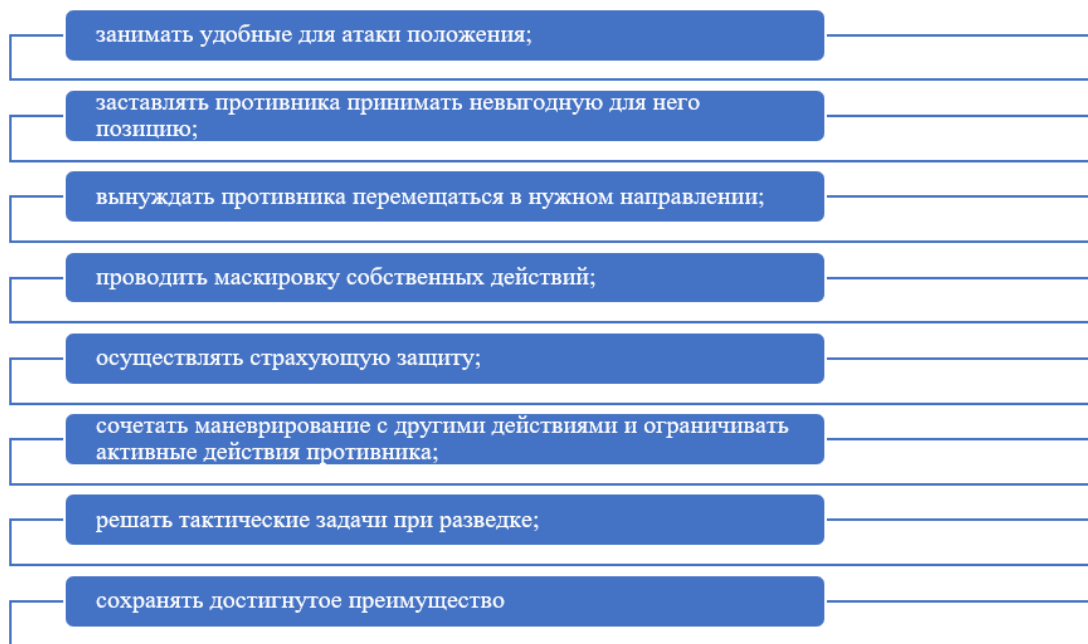 занимать удобные для атаки положения;
заставлять противника принимать невыгодную для него
позицию;
вынуждать противника перемещаться в нужном направлении;
проводить маскировку собственных действий;
осуществлять страхующую защиту;
сочетать маневрирование с другими действиями и ограничивать
активные действия противника;
решать тактические задачи при разведке;
сохранять достигнутое преимущество